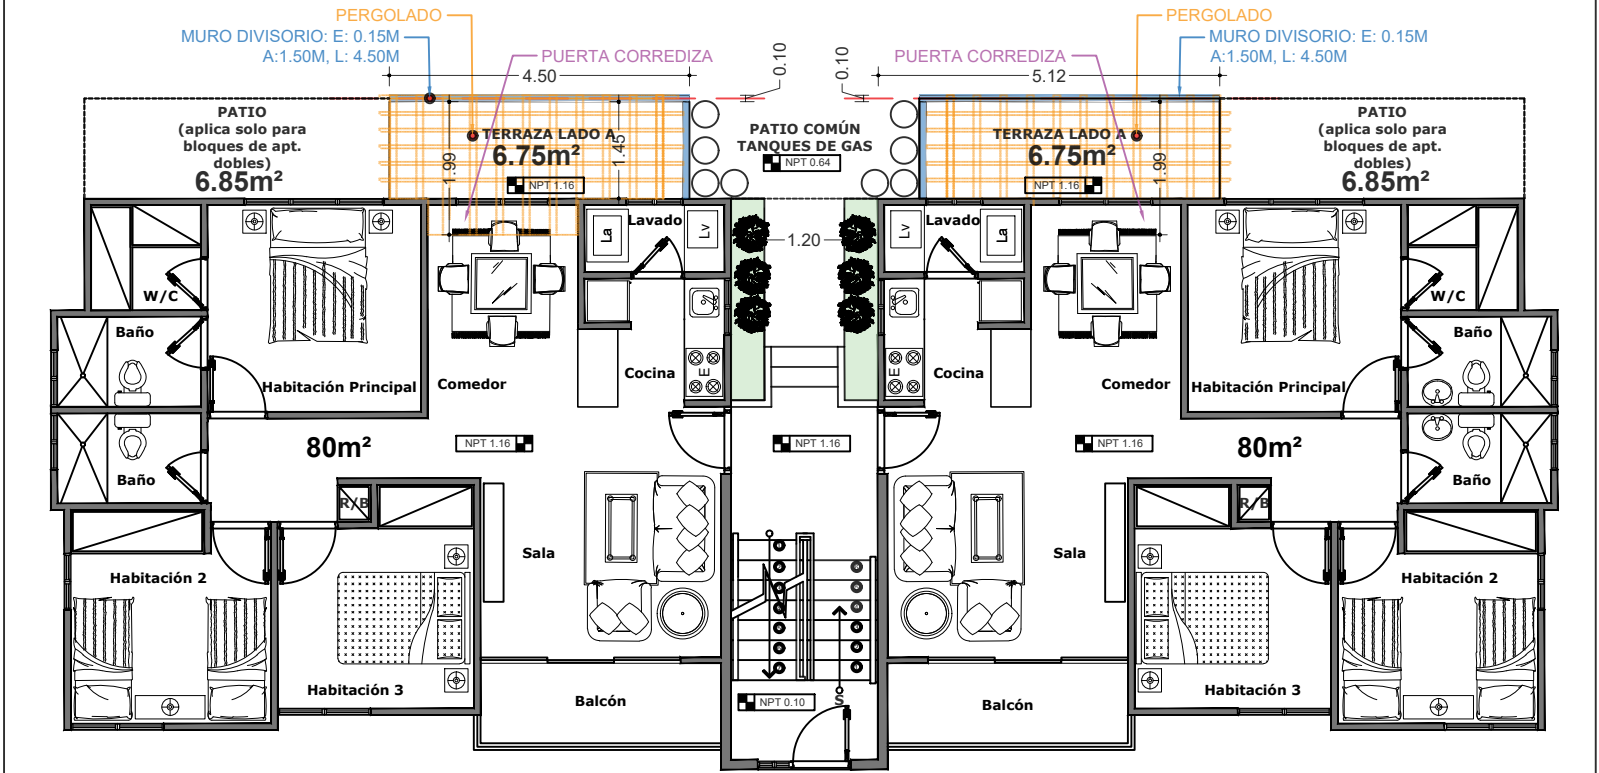 PERGOLADO
PERGOLADO
MURO DIVISORIO: E: 0.15M
A:1.50M, L: 4.50M
MURO DIVISORIO: E: 0.15M
A:1.50M, L: 4.50M
PUERTA CORREDIZA
PUERTA CORREDIZA
4.50
0.10
0.10
5.12
PATIO
(aplica solo para
bloques de apt.
dobles)
6.85m²
TERRAZA LADO A
6.75m²
1.99
1.45
NPT 1.16
PATIO COMÚN
TANQUES DE GAS
NPT 0.64
TERRAZA LADO A
6.75m²
1.99
NPT 1.16
PATIO
(aplica solo para
bloques de apt.
dobles)
6.85m²
Lavado
La
Lv
1.20
Lavado
Lv
La
W/C
W/C
Baño
Baño
Habitación Principal
Comedor
Cocina
E
E
Cocina
Comedor
Habitación Principal
80m²
NPT 1.16
NPT 1.16
NPT 1.16
80m²
Baño
Baño
R/B
R/B
Sala
Sala
Habitación 2
Habitación 2
Habitación 3
Habitación 3
Balcón
Balcón
NPT 0.10
S